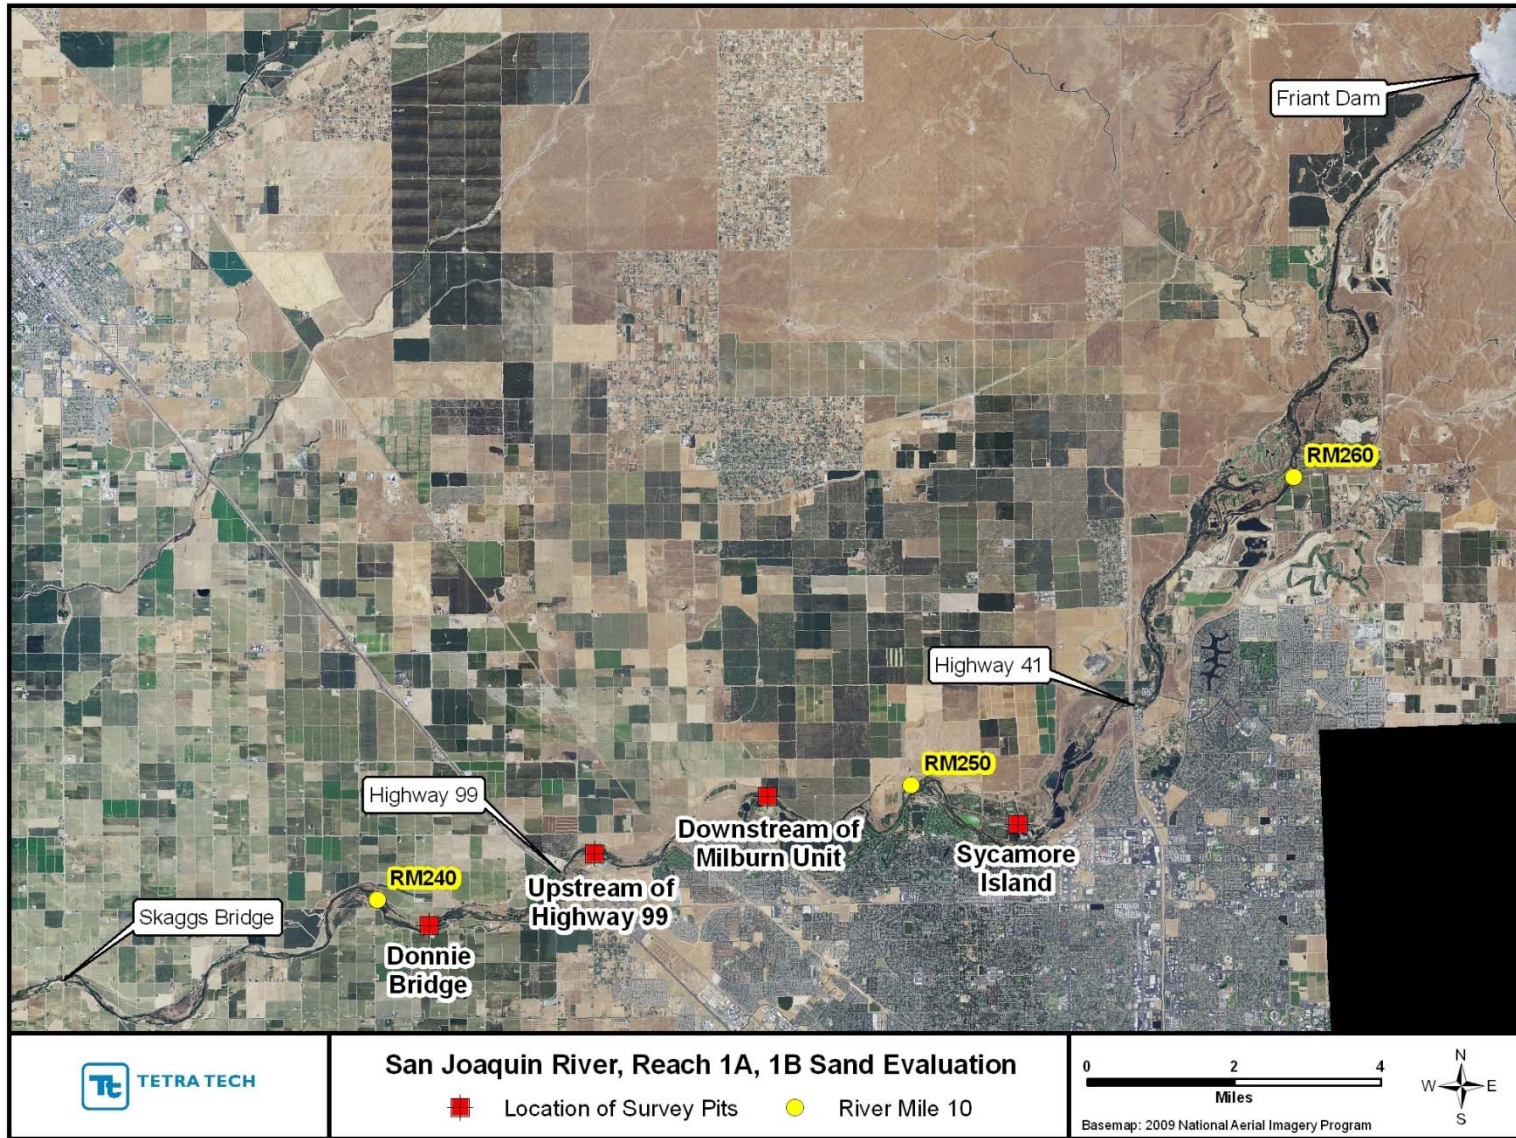 Friant Dam
RM260
Highway 41
RM250
Highway 99
Downstream of
Milburn Unit
Sycamore
Island
RM240
Upstream of
Highway 99
Skaggs Bridge
Donnie
Bridge
TETRA TECH
Tt
San Joaquin River, Reach 1A, 1B Sand Evaluation
Location of Survey Pits
River Mile 10
0 2 4
Miles
N
W E
S
Basemap: 2009 National Aerial Imagery Program